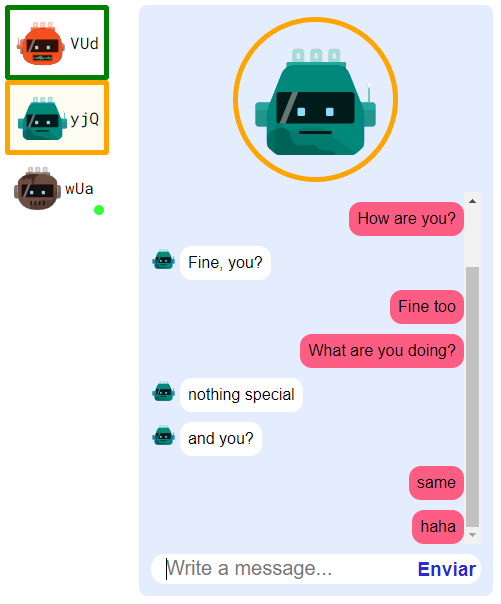 VUd
yjQ
wUa
How are you?
Fine, you?
Fine too
What are you doing?
nothing special
and you?
same
haha
Write a message... Enviar